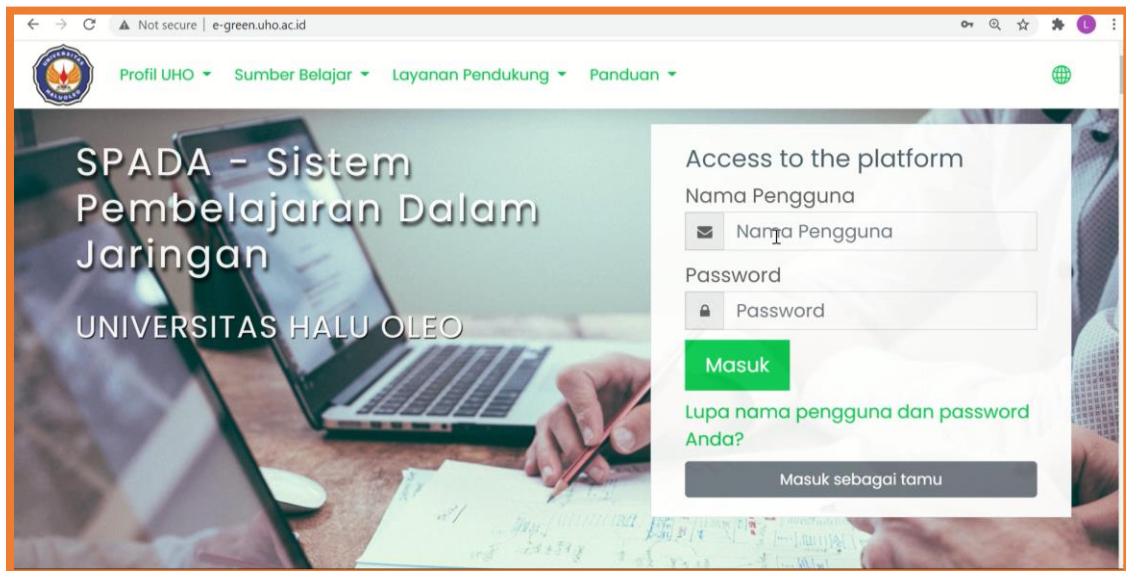 Not secure | e-green.uho.ac.id
L
UNIVERSITAS
HALUOLEO
Profil UHO Sumber Belajar Layanan Pendukung Panduan
SPADA - Sistem
Pembelajaran Dalam
Jaringan
UNIVERSITAS HALU OLEO
Access to the platform
Nama Pengguna
Nama Pengguna
Password
Password
Masuk
Lupa nama pengguna dan password
Anda?
Masuk sebagai tamu